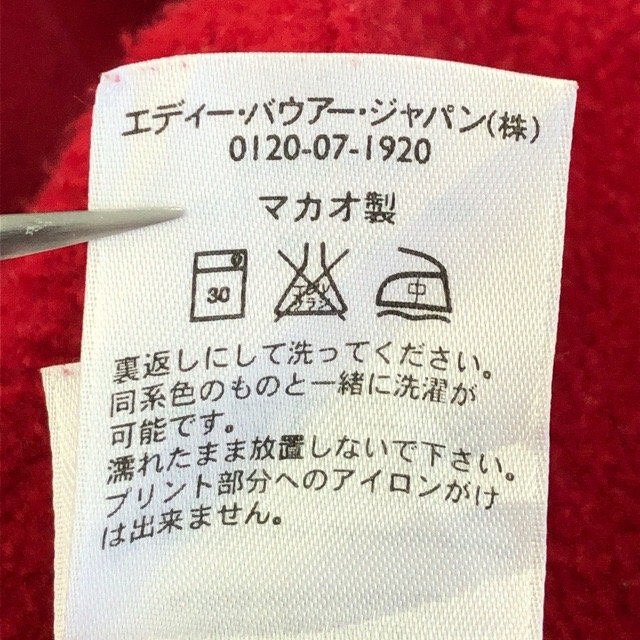 エディー・バウアー・ジャパン(株)
0120-07-1920
マカオ製
30
エンソ
サラシ
中
裏返しにして洗ってください。
同系色のものと一緒に洗濯が
可能です。
濡れたまま放置しないで下さい。
プリント部分へのアイロンがけ
は出来ません。